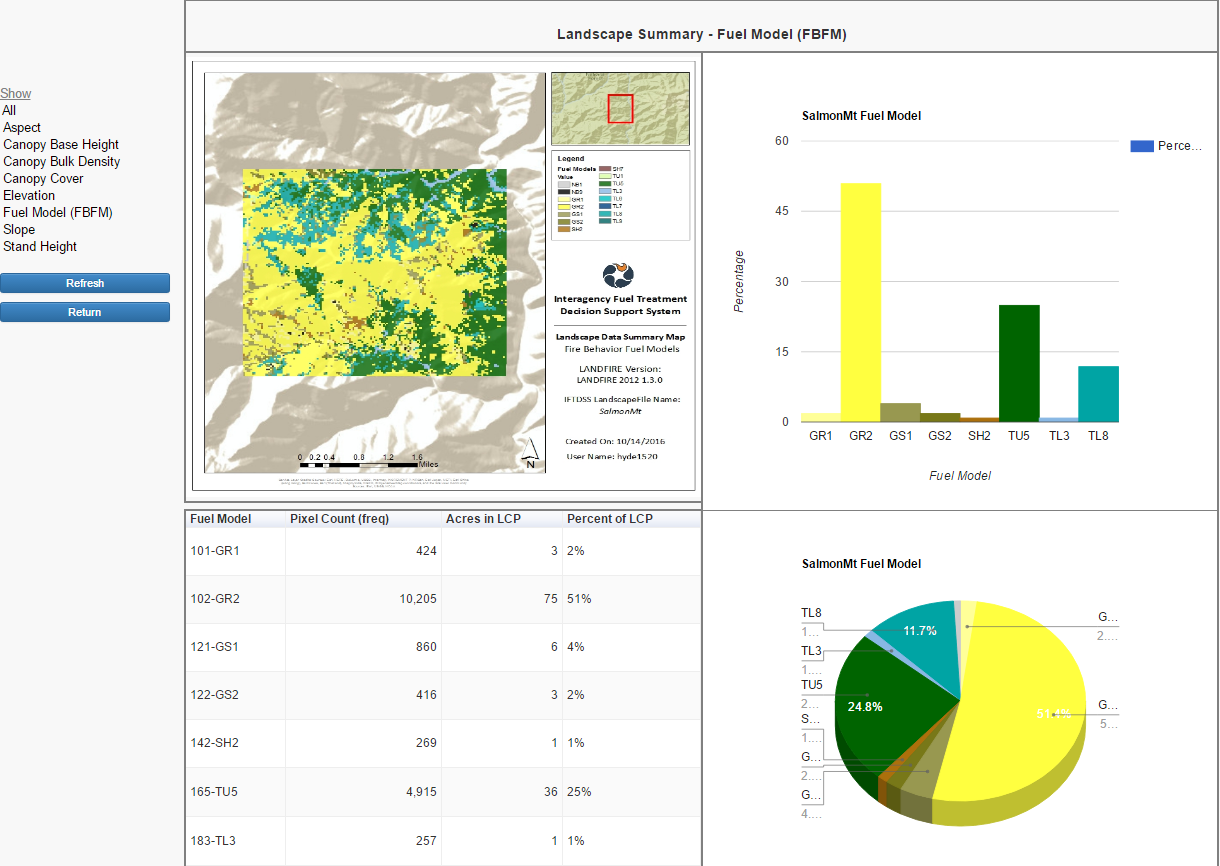 Landscape Summary - Fuel Model (FBFM)
Show
All
Aspect
Canopy Base Height
Canopy Bulk Density
Canopy Cover
Elevation
Fuel Model (FBFM)
Slope
Stand Height
Refresh
Return
Legend
Fuel Models
Value
NB1
GR1
GR2
GS1
GS2
SH2
SH7
TU1
TU5
TL3
TL6
TL7
TL8
TL9
Interagency Fuel Treatment
Decision Support System
Landscape Data Summary Map
Fire Behavior Fuel Models
LANDFIRE Version:
LANDFIRE 2012 1.3.0
IFTDSS LandscapeFile Name:
SalmonMt
Created On: 10/14/2016
User Name: hyde1520
0 0.2 0.4 0.8 1.2 1.6
Miles
N
SalmonMt Fuel Model
Perce...
Percentage
60
45
30
15
0
GR1 GR2 GS1 GS2 SH2 TU5 TL3 TL8
Fuel Model
Fuel Model Pixel Count (freq) Acres in LCP Percent of LCP
101-GR1 424 3 2%
102-GR2 10,205 75 51%
121-GS1 860 6 4%
122-GS2 416 3 2%
142-SH2 269 1 1%
165-TU5 4,915 36 25%
183-TL3 257 1 1%
SalmonMt Fuel Model
TL8
1....
TL3
1....
TU5
2...
S...
1....
G...
2....
G...
4....
G...
2....
G...
5...
11.7%
24.8%
51.4%